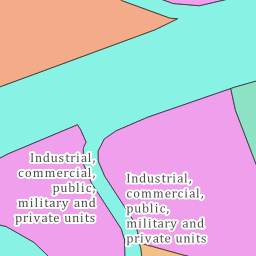 Industrial,
commercial,
public,
military and
private units
Industrial,
commercial,
public,
military and
private units